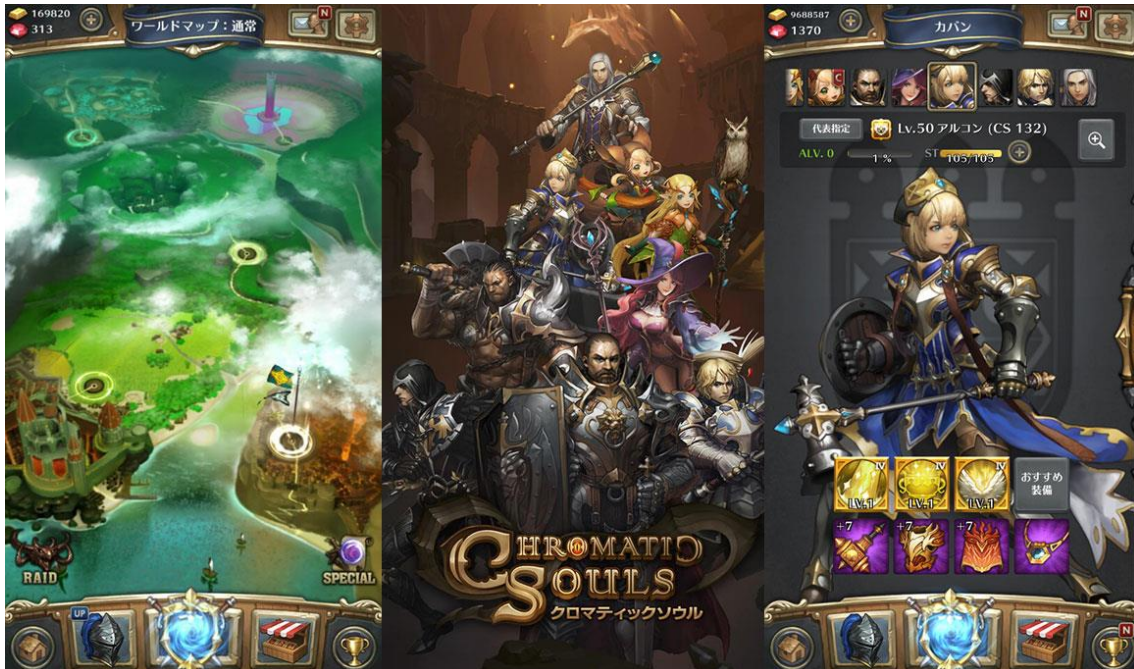 169820
313
ワールドマップ:通常
N
RAID
SPECIAL
UP
CHROMATIC
SOULS
クロマティックソウル
9688587
1370
カバン
N
C
代表指定
Lv.50 アルコン (CS 132)
ALV. 0
1 %
ST
105/105
IV
LV.1
IV
LV.1
IV
LV.1
おすすめ
装備
+7
+7
+7
N